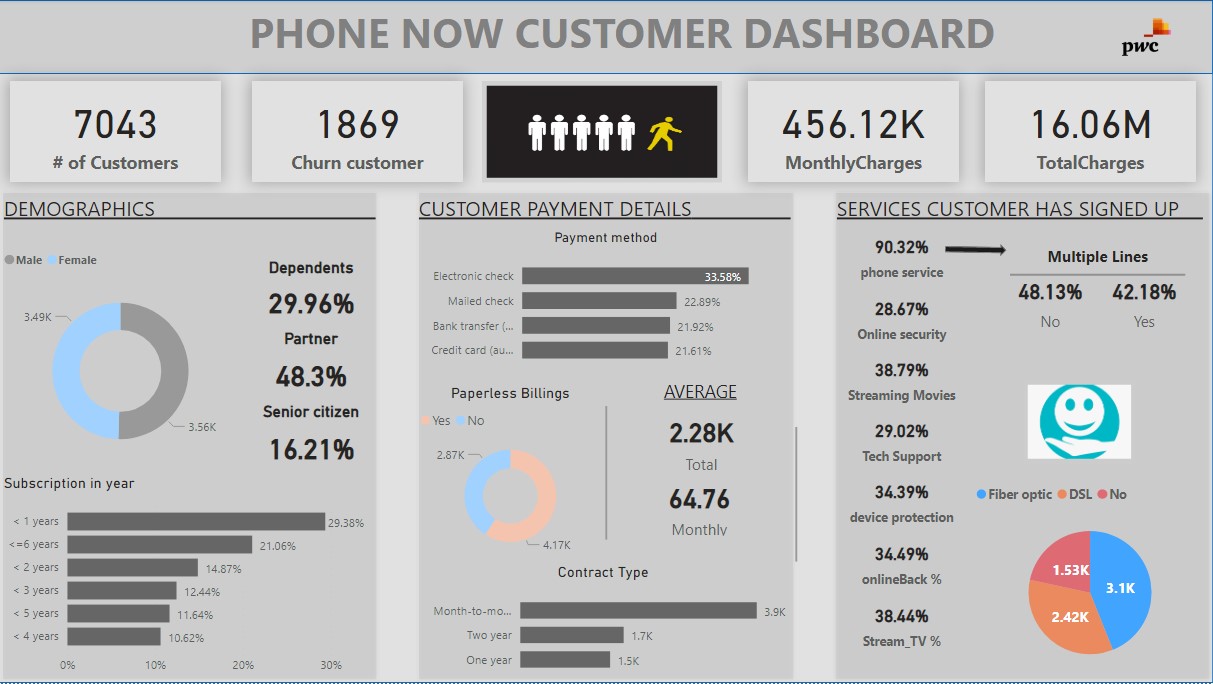 PHONE NOW CUSTOMER DASHBOARD
pwc
7043
# of Customers
1869
Churn customer
456.12K
MonthlyCharges
16.06M
TotalCharges
DEMOGRAPHICS
Male Female
3.49K
3.56K
Dependents
29.96%
Partner
48.3%
Senior citizen
16.21%
Subscription in year
< 1 years 29.38%
<=6 years 21.06%
< 2 years 14.87%
< 3 years 12.44%
< 5 years 11.64%
< 4 years 10.62%
0% 10% 20% 30%
CUSTOMER PAYMENT DETAILS
Payment method
Electronic check 33.58%
Mailed check 22.89%
Bank transfer (... 21.92%
Credit card (au... 21.61%
Paperless Billings
Yes No
2.87K
4.17K
AVERAGE
2.28K
Total
64.76
Monthly
Contract Type
Month-to-mo... 3.9K
Two year 1.7K
One year 1.5K
SERVICES CUSTOMER HAS SIGNED UP
90.32%
phone service
28.67%
Online security
38.79%
Streaming Movies
29.02%
Tech Support
34.39%
device protection
34.49%
onlineBack %
38.44%
Stream_TV %
Multiple Lines
48.13% 42.18%
No Yes
Fiber optic DSL No
1.53K
3.1K
2.42K